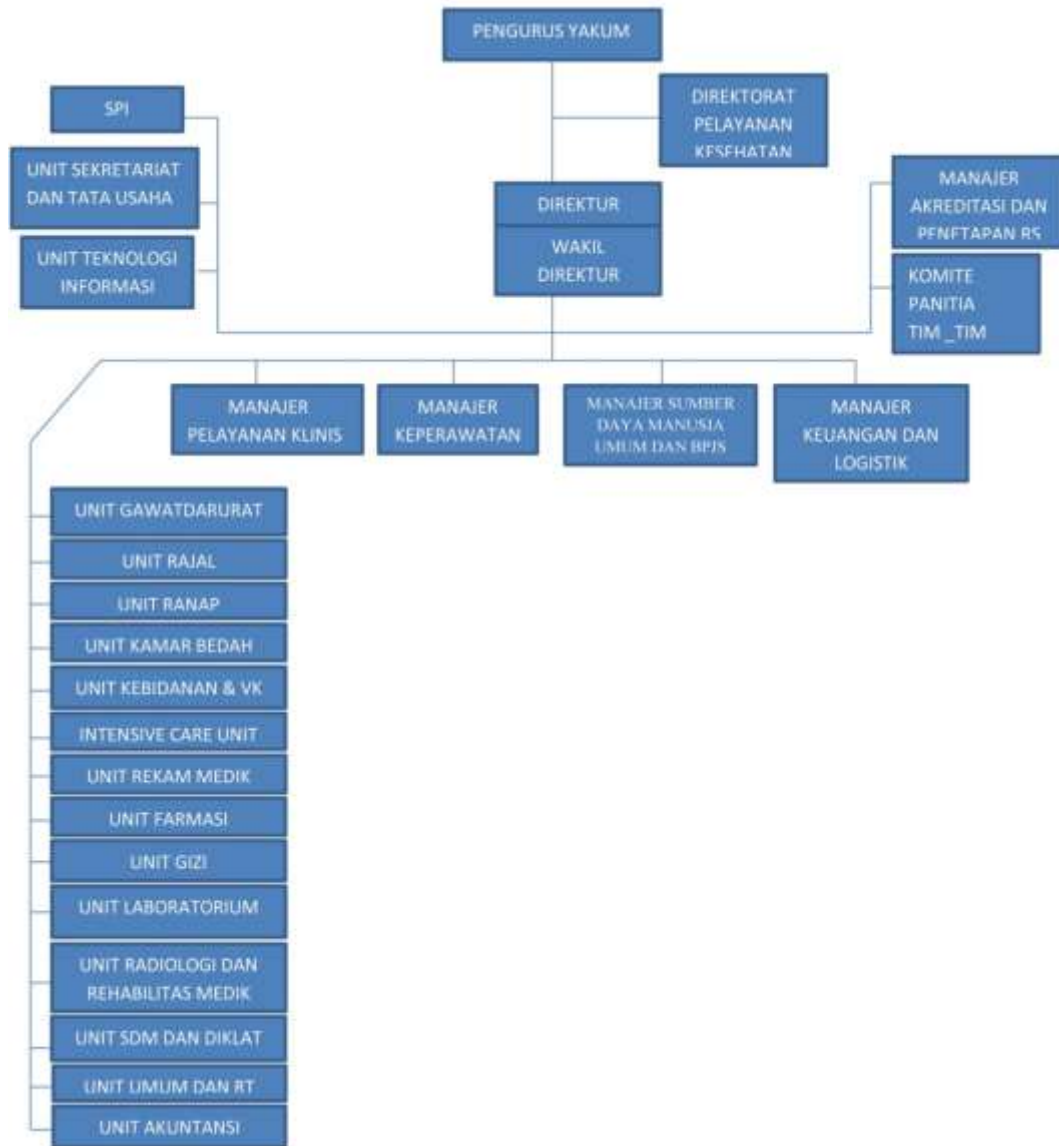 PENGURUS YAKUM
DIREKTORAT
PELAYANAN
KESEHATAN
SPI
UNIT SEKRETARIAT
DAN TATA USAHA
UNIT TEKNOLOGI
INFORMASI
DIREKTUR
WAKIL
DIREKTUR
MANAJER
AKREDITASI DAN
PENETAPAN RS
KOMITE
PANITIA
TIM _TIM
MANAJER
PELAYANAN KLINIS
MANAJER
KEPERAWATAN
MANAJER SUMBER
DAYA MANUSIA
UMUM DAN BPJS
MANAJER
KEUANGAN DAN
LOGISTIK
UNIT GAWATDARURAT
UNIT RAJAL
UNIT RANAP
UNIT KAMAR BEDAH
UNIT KEBIDANAN & VK
INTENSIVE CARE UNIT
UNIT REKAM MEDIK
UNIT FARMASI
UNIT GIZI
UNIT LABORATORIUM
UNIT RADIOLOGI DAN
REHABILITAS MEDIK
UNIT SDM DAN DIKLAT
UNIT UMUM DAN RT
UNIT AKUNTANSI